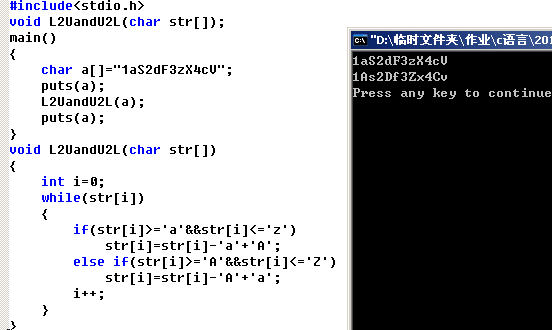 #include<stdio.h>
void L2UandU2L(char str[]);
main()
{
char a[]="1aS2dF3zX4cV";
puts(a);
L2UandU2L(a);
puts(a);
}
void L2UandU2L(char str[])
{
int i=0;
while(str[i])
{
if(str[i]>='a'&&str[i]<='z')
str[i]=str[i]-'a'+'A';
else if(str[i]>='A'&&str[i]<='Z')
str[i]=str[i]-'A'+'a';
i++;
}
}
"D:\临时文件夹\作业\c语言\201
1aS2dF3zX4cV
1As2Df3Zx4Cv
Press any key to continue